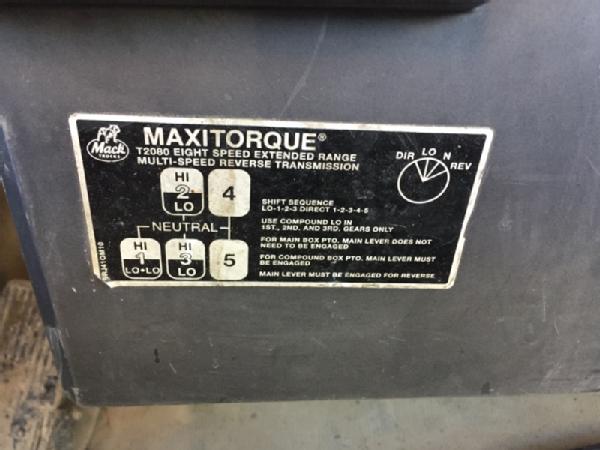 Mack
TRUCKS
MAXITORQUE®
T2080 EIGHT SPEED EXTENDED RANGE
MULTI-SPEED REVERSE TRANSMISSION
DIR LO N REV
HI
2 4
LO
NEUTRAL
HI HI
1 3 5
LO•LO LO
SHIFT SEQUENCE
LO-1-2-3 DIRECT 1-2-3-4-5
USE COMPOUND LO IN
1ST., 2ND. AND 3RD. GEARS ONLY
FOR MAIN BOX PTO. MAIN LEVER DOES NOT
NEED TO BE ENGAGED
FOR COMPOUND BOX PTO. MAIN LEVER MUST
BE ENGAGED
MAIN LEVER MUST BE ENGAGED FOR REVERSE